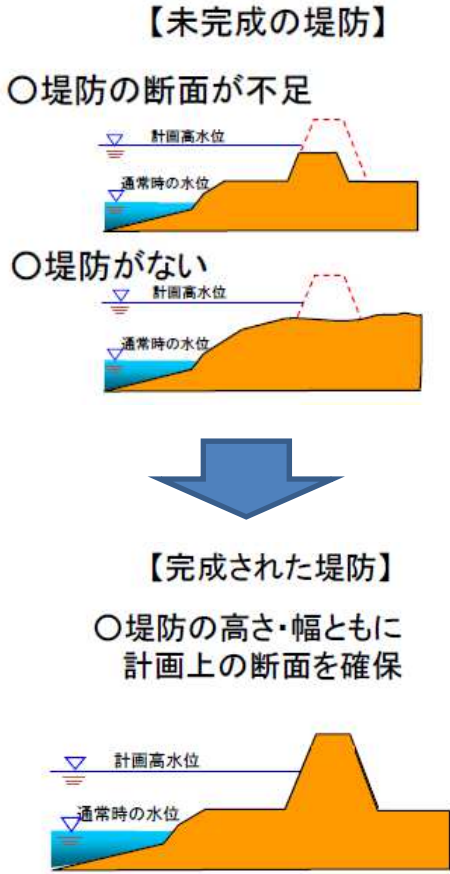 【未完成の堤防】
〇堤防の断面が不足
計画高水位
通常時の水位
〇堤防がない
計画高水位
通常時の水位
【完成された堤防】
〇堤防の高さ・幅ともに
計画上の断面を確保
計画高水位
通常時の水位